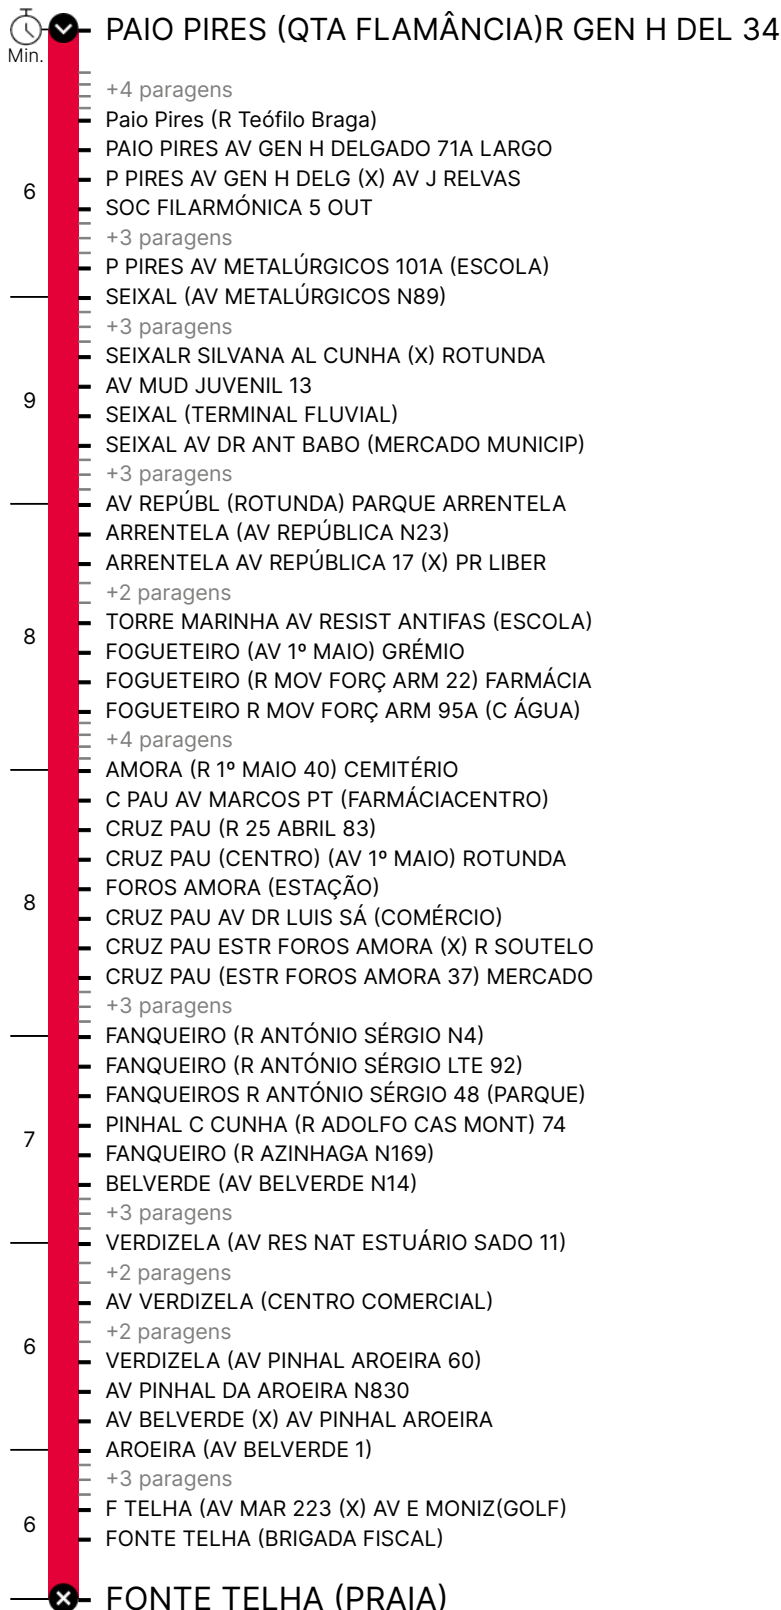 PAIO PIRES (QTA FLAMÂNCIA)R GEN H DEL 34
Min.
+4 paragens
Paio Pires (R Teófilo Braga)
PAIO PIRES AV GEN H DELGADO 71A LARGO
P PIRES AV GEN H DELG (X) AV J RELVAS
6
SOC FILARMÓNICA 5 OUT
+3 paragens
P PIRES AV METALÚRGICOS 101A (ESCOLA)
SEIXAL (AV METALÚRGICOS N89)
+3 paragens
SEIXALR SILVANA AL CUNHA (X) ROTUNDA
AV MUD JUVENIL 13
9
SEIXAL (TERMINAL FLUVIAL)
SEIXAL AV DR ANT BABO (MERCADO MUNICIP)
+3 paragens
AV REPÚBL (ROTUNDA) PARQUE ARRENTELA
ARRENTELA (AV REPÚBLICA N23)
ARRENTELA AV REPÚBLICA 17 (X) PR LIBER
+2 paragens
TORRE MARINHA AV RESIST ANTIFAS (ESCOLA)
8
FOGUETEIRO (AV 1º MAIO) GRÉMIO
FOGUETEIRO (R MOV FORÇ ARM 22) FARMÁCIA
FOGUETEIRO R MOV FORÇ ARM 95A (C ÁGUA)
+4 paragens
AMORA (R 1º MAIO 40) CEMITÉRIO
C PAU AV MARCOS PT (FARMÁCIACENTRO)
CRUZ PAU (R 25 ABRIL 83)
CRUZ PAU (CENTRO) (AV 1º MAIO) ROTUNDA
FOROS AMORA (ESTAÇÃO)
8
CRUZ PAU AV DR LUIS SÁ (COMÉRCIO)
CRUZ PAU ESTR FOROS AMORA (X) R SOUTELO
CRUZ PAU (ESTR FOROS AMORA 37) MERCADO
+3 paragens
FANQUEIRO (R ANTÓNIO SÉRGIO N4)
FANQUEIRO (R ANTÓNIO SÉRGIO LTE 92)
FANQUEIROS R ANTÓNIO SÉRGIO 48 (PARQUE)
PINHAL C CUNHA (R ADOLFO CAS MONT) 74
7
FANQUEIRO (R AZINHAGA N169)
BELVERDE (AV BELVERDE N14)
+3 paragens
VERDIZELA (AV RES NAT ESTUÁRIO SADO 11)
+2 paragens
AV VERDIZELA (CENTRO COMERCIAL)
+2 paragens
6
VERDIZELA (AV PINHAL AROEIRA 60)
AV PINHAL DA AROEIRA N830
AV BELVERDE (X) AV PINHAL AROEIRA
AROEIRA (AV BELVERDE 1)
+3 paragens
F TELHA (AV MAR 223 (X) AV E MONIZ(GOLF)
6
FONTE TELHA (BRIGADA FISCAL)
FONTE TELHA (PRAIA)